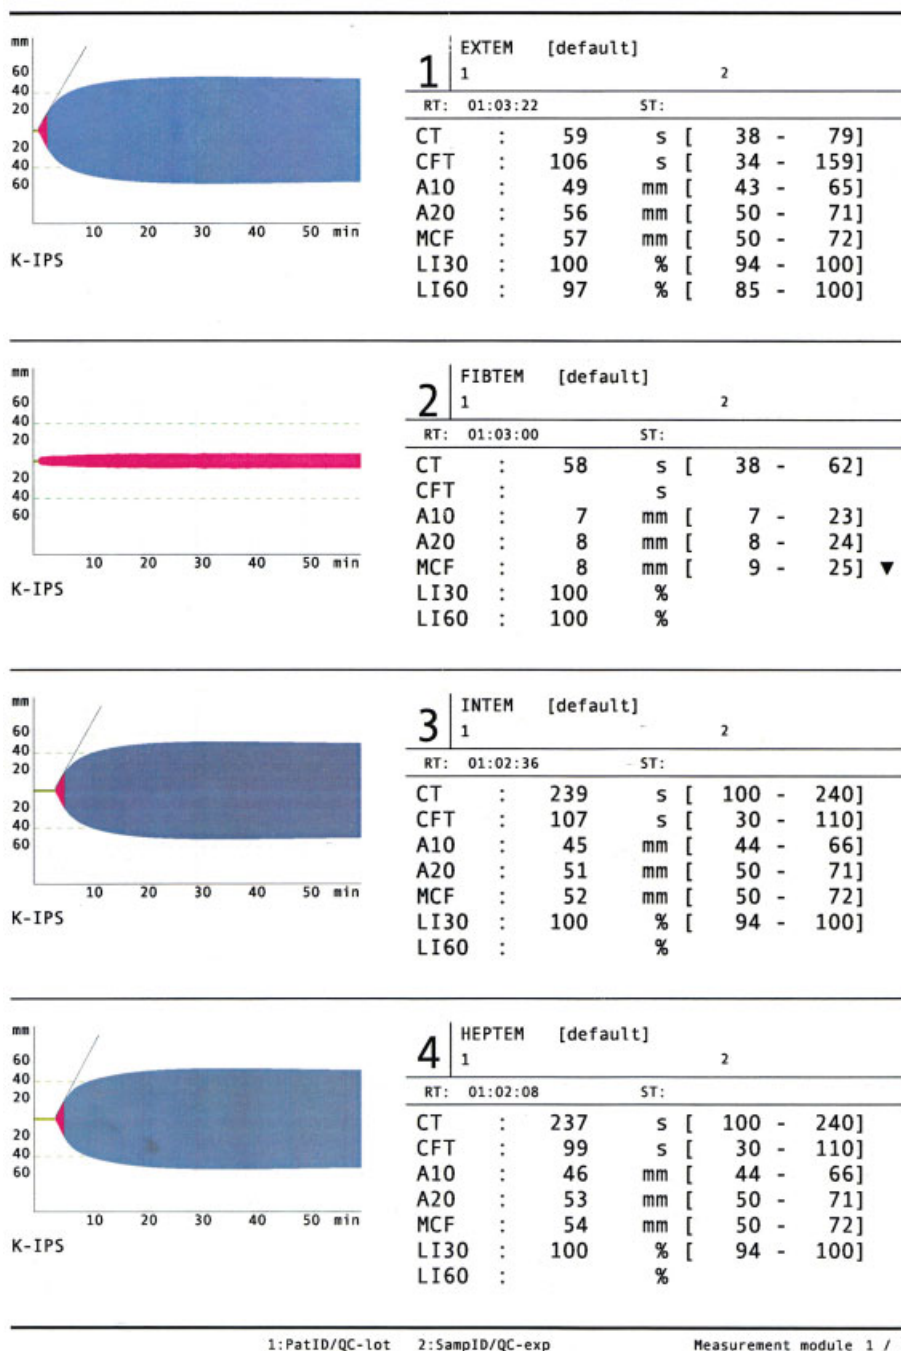 mm
60
40
20
20
40
60
10 20 30 40 50 min
K-IPS
1 EXTEM [default]
1 2
RT: 01:03:22 ST:
CT : 59 s [ 38 - 79]
CFT : 106 s [ 34 - 159]
A10 : 49 mm [ 43 - 65]
A20 : 56 mm [ 50 - 71]
MCF : 57 mm [ 50 - 72]
LI30 : 100 % [ 94 - 100]
LI60 : 97 % [ 85 - 100]
mm
60
40
20
20
40
60
10 20 30 40 50 min
K-IPS
2 FIBTEM [default]
1 2
RT: 01:03:00 ST:
CT : 58 s [ 38 - 62]
CFT : s
A10 : 7 mm [ 7 - 23]
A20 : 8 mm [ 8 - 24]
MCF : 8 mm [ 9 - 25] ▼
LI30 : 100 %
LI60 : 100 %
mm
60
40
20
20
40
60
10 20 30 40 50 min
K-IPS
3 INTEM [default]
1 2
RT: 01:02:36 ST:
CT : 239 s [ 100 - 240]
CFT : 107 s [ 30 - 110]
A10 : 45 mm [ 44 - 66]
A20 : 51 mm [ 50 - 71]
MCF : 52 mm [ 50 - 72]
LI30 : 100 % [ 94 - 100]
LI60 : %
mm
60
40
20
20
40
60
10 20 30 40 50 min
K-IPS
4 HEPTEM [default]
1 2
RT: 01:02:08 ST:
CT : 237 s [ 100 - 240]
CFT : 99 s [ 30 - 110]
A10 : 46 mm [ 44 - 66]
A20 : 53 mm [ 50 - 71]
MCF : 54 mm [ 50 - 72]
LI30 : 100 % [ 94 - 100]
LI60 : %
1:PatID/QC-lot 2:SampID/QC-exp Measurement module 1 /